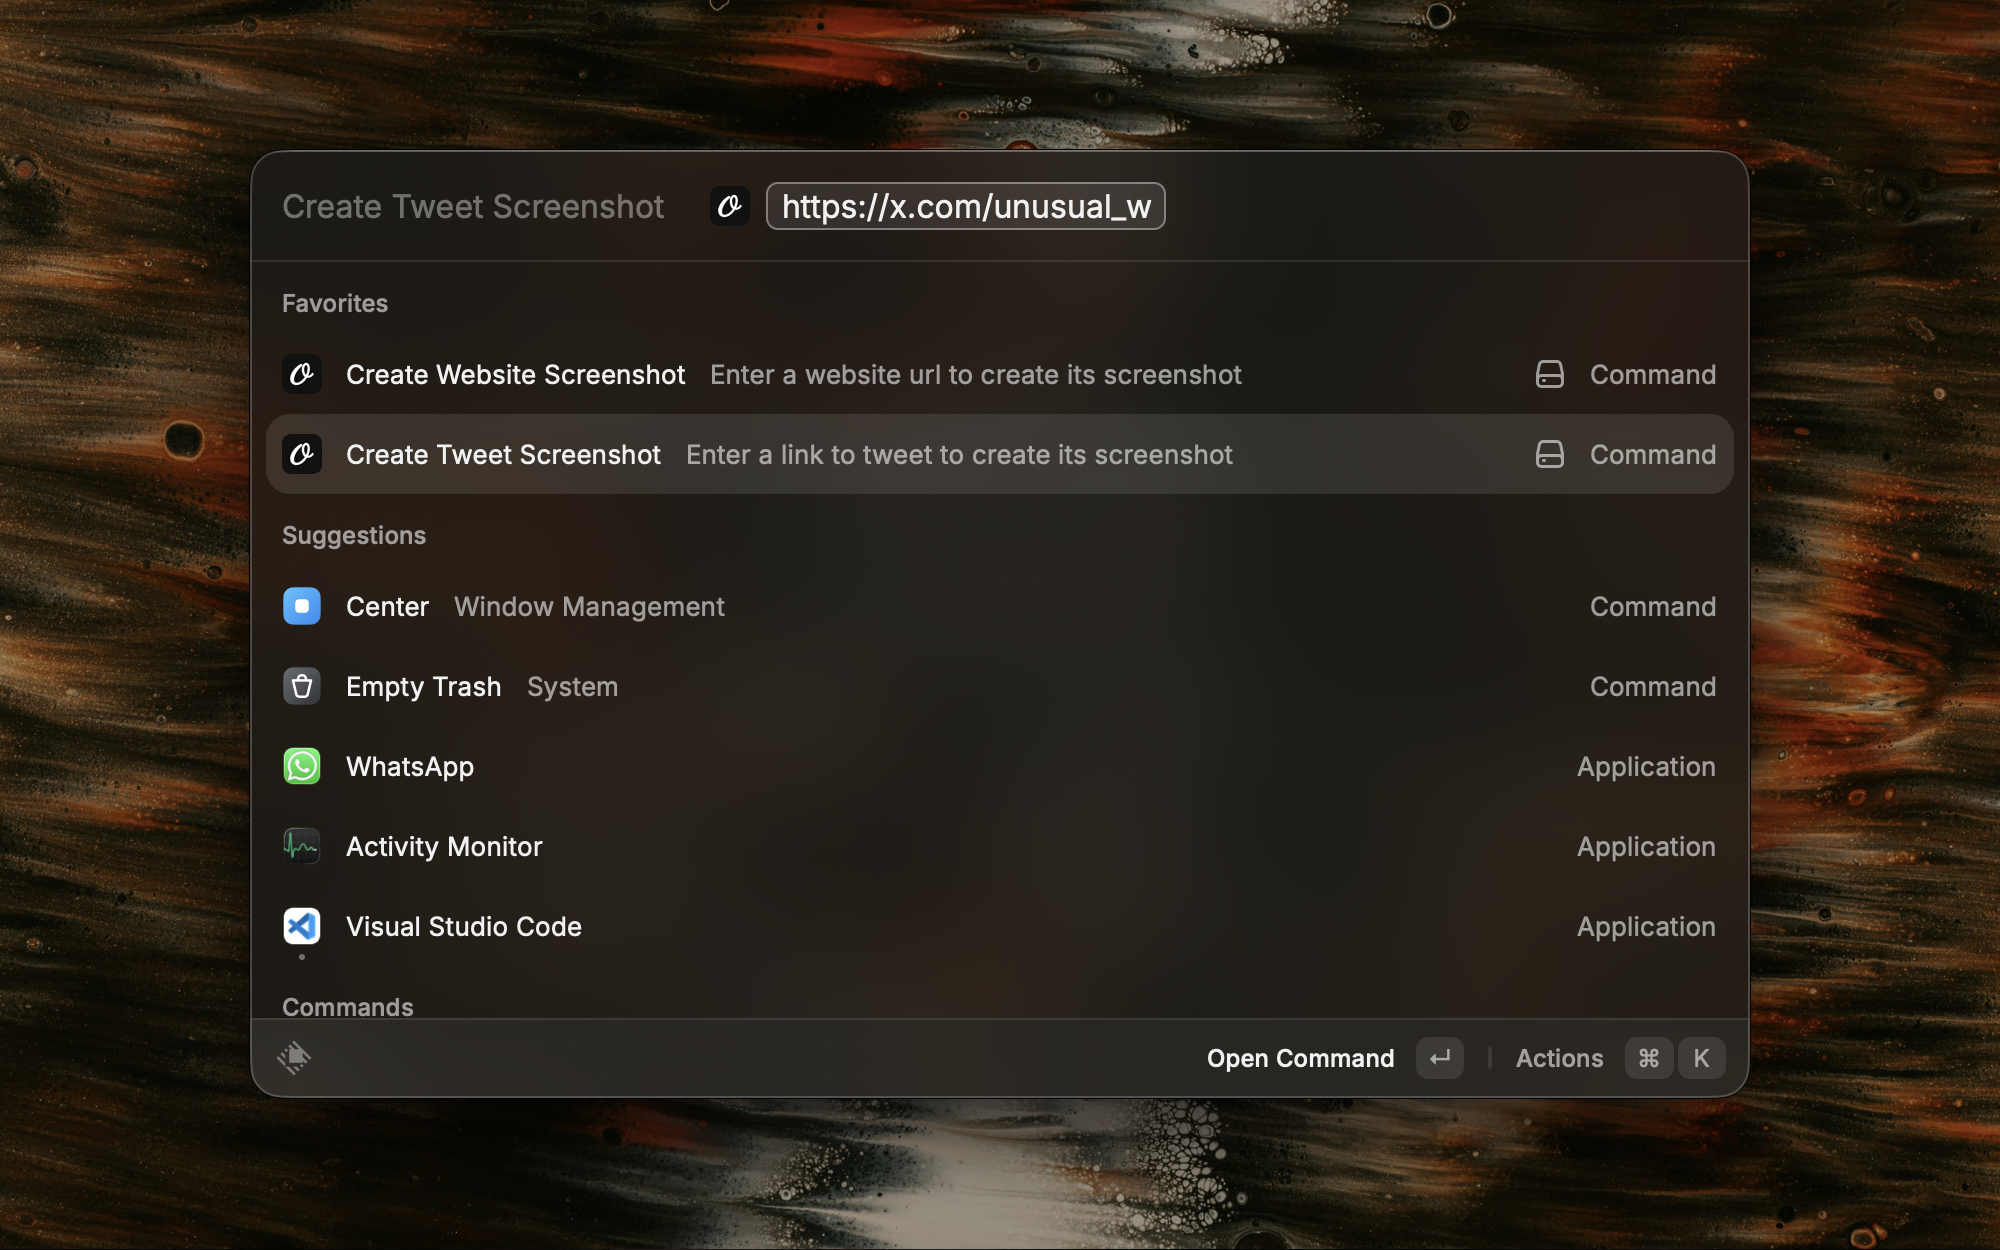 Create Tweet Screenshot https://x.com/unusual_w
Favorites
Create Website Screenshot Enter a website url to create its screenshot Command
Create Tweet Screenshot Enter a link to tweet to create its screenshot Command
Suggestions
Center Window Management Command
Empty Trash System Command
WhatsApp Application
Activity Monitor Application
Visual Studio Code Application
Commands
Open Command ↵ Actions ⌘ K